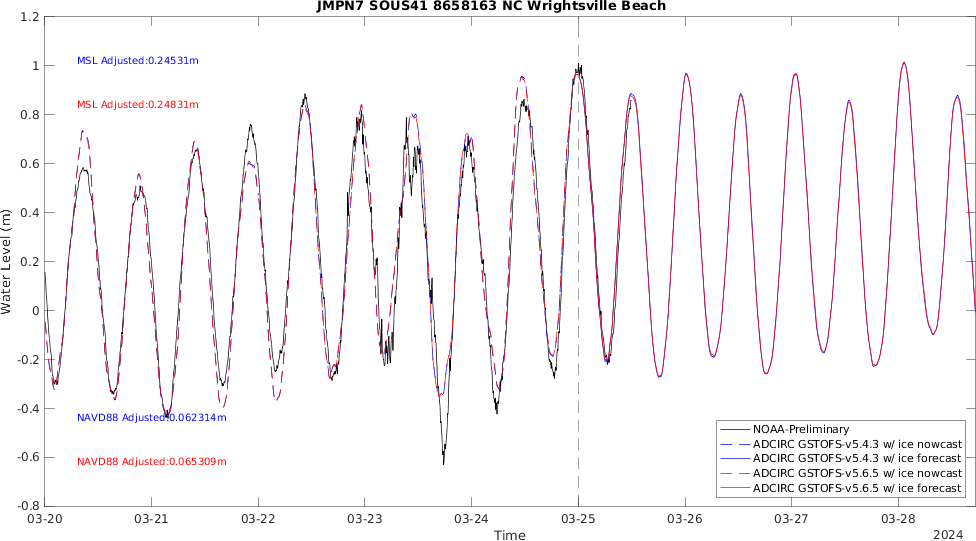 JMPN7 SOUS41 8658163 NC Wrightsville Beach
1.2
1
0.8
0.6
0.4
0.2
0
-0.2
-0.4
-0.6
-0.8
Water Level (m)
MSL Adjusted:0.24531m
MSL Adjusted:0.24831m
NAVD88 Adjusted:0.062314m
NAVD88 Adjusted:0.065309m
NOAA-Preliminary
ADCIRC GSTOFS-v5.4.3 w/ ice nowcast
ADCIRC GSTOFS-v5.4.3 w/ ice forecast
ADCIRC GSTOFS-v5.6.5 w/ ice nowcast
ADCIRC GSTOFS-v5.6.5 w/ ice forecast
03-20 03-21 03-22 03-23 03-24 03-25 03-26 03-27 03-28
Time
2024